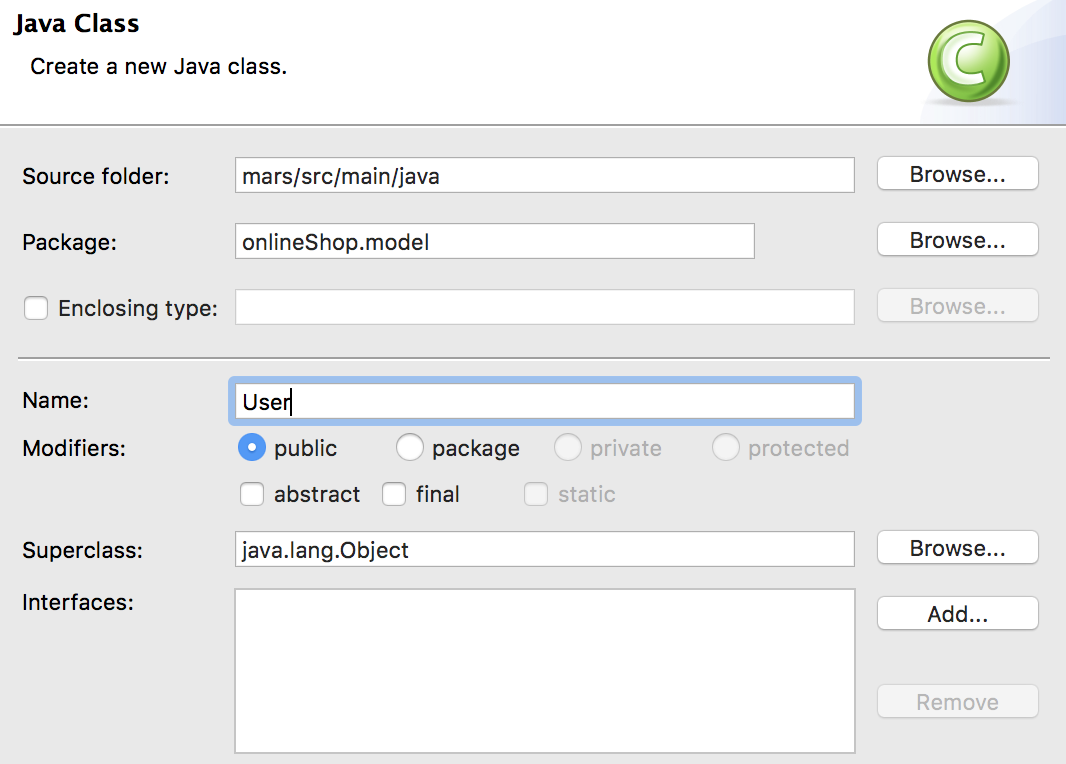 Java Class
Create a new Java class.
C
Source folder: mars/src/main/java Browse...
Package: onlineShop.model Browse...
Enclosing type: Browse...
Name: User
Modifiers: public package private protected
abstract final static
Superclass: java.lang.Object Browse...
Interfaces: Add...
Remove